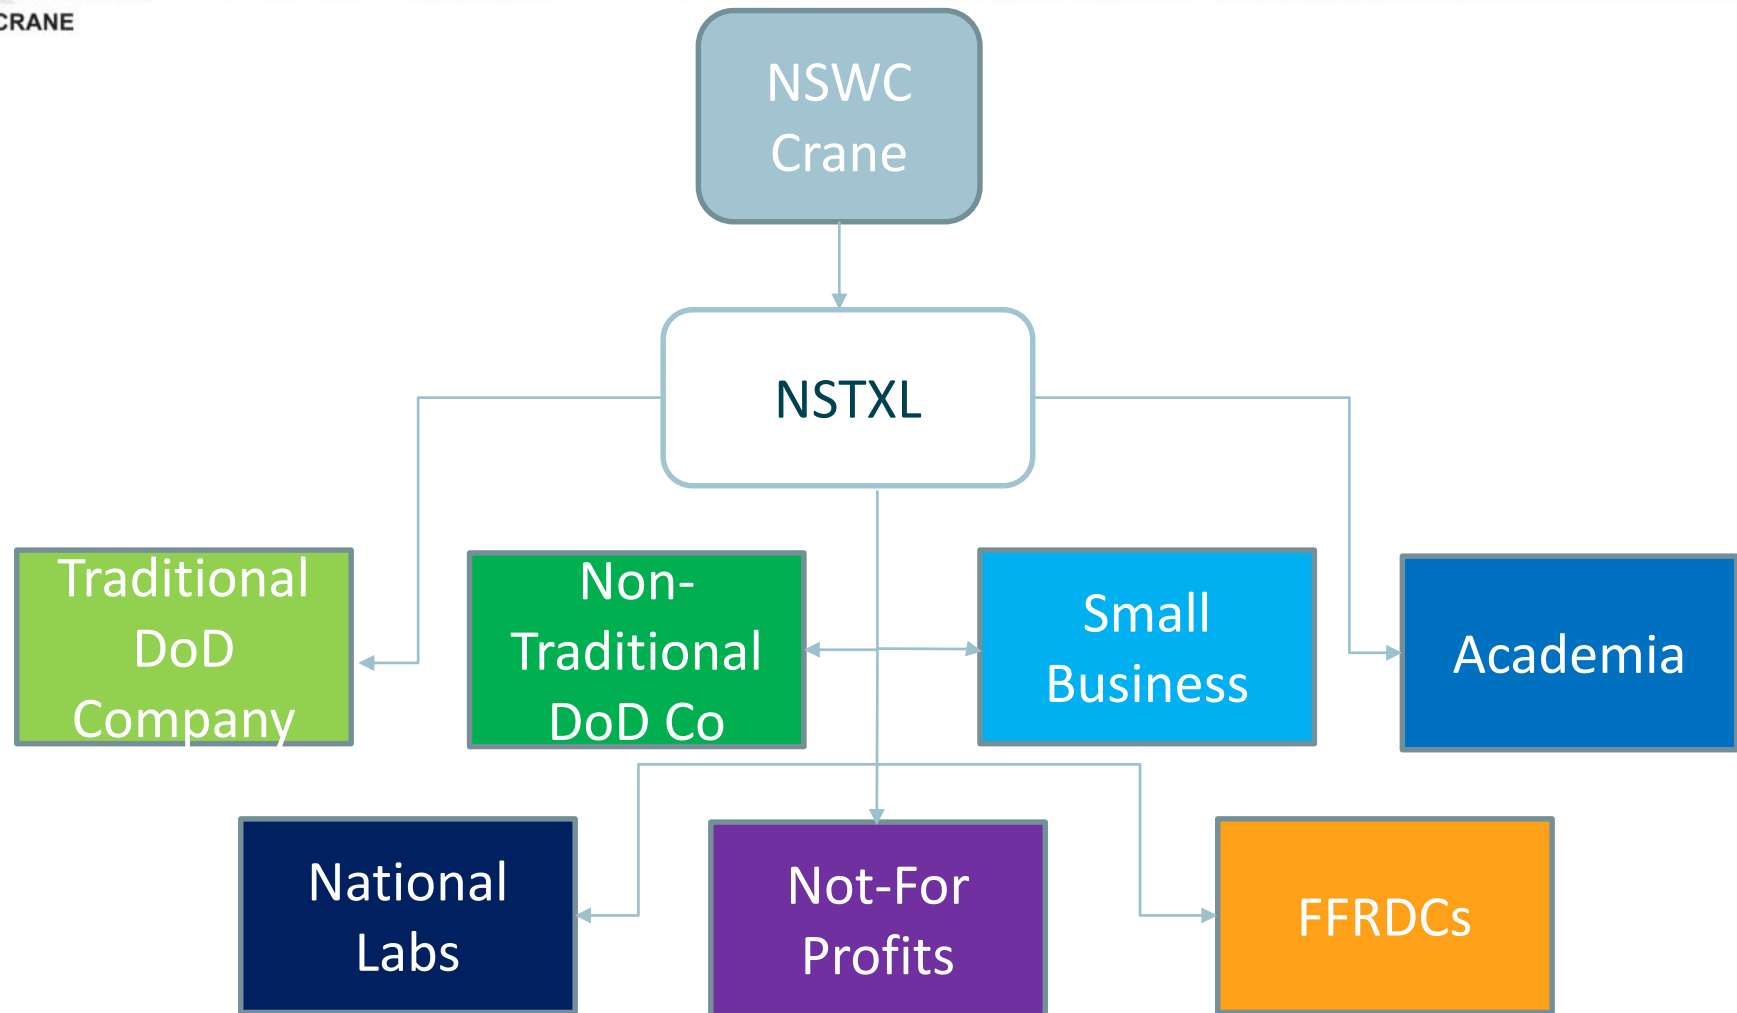 CRANE
NSWC
Crane
NSTXL
Traditional
DoD
Company
Non-
Traditional
DoD Co
Small
Business
Academia
National
Labs
Not-For
Profits
FFRDCs